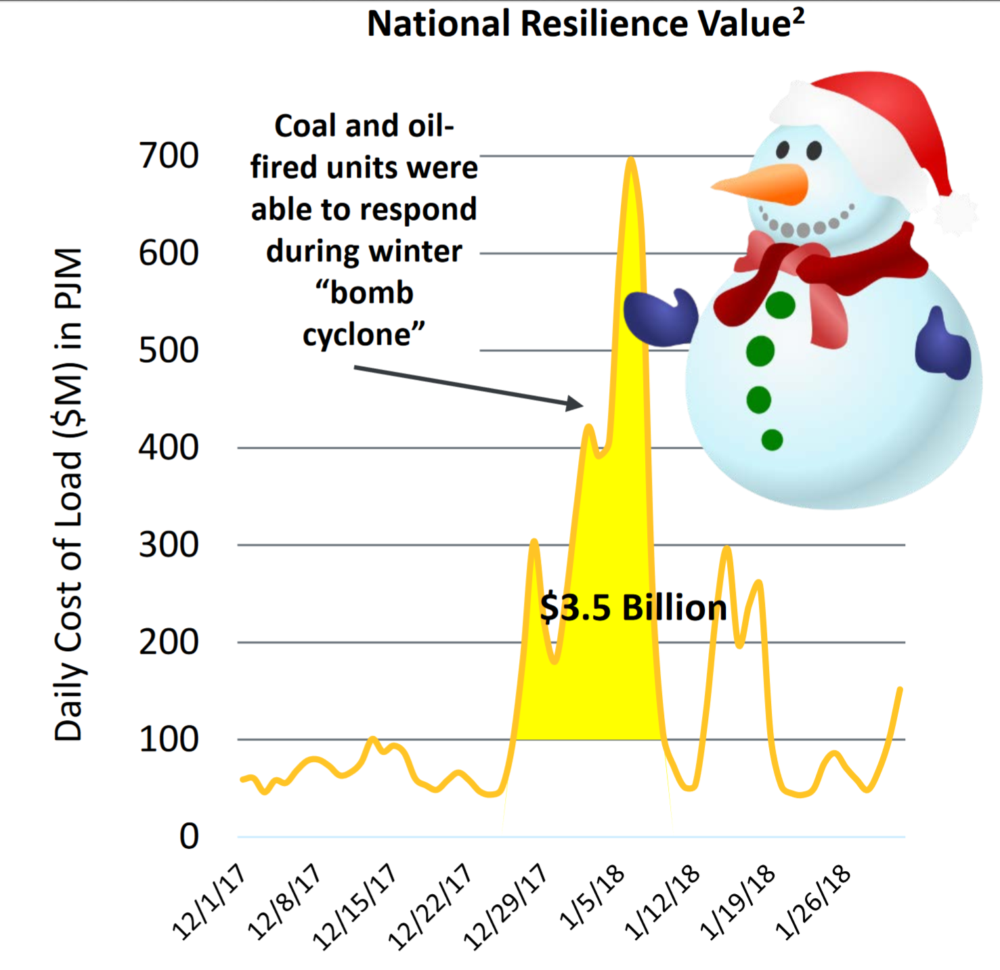 National Resilience Value²
Coal and oil-
fired units were
able to respond
during winter
“bomb
cyclone”
Daily Cost of Load ($M) in PJM
700
600
500
400
300
200
100
0
$3.5 Billion
12/1/17
12/8/17
12/15/17
12/22/17
12/29/17
1/5/18
1/12/18
1/19/18
1/26/18